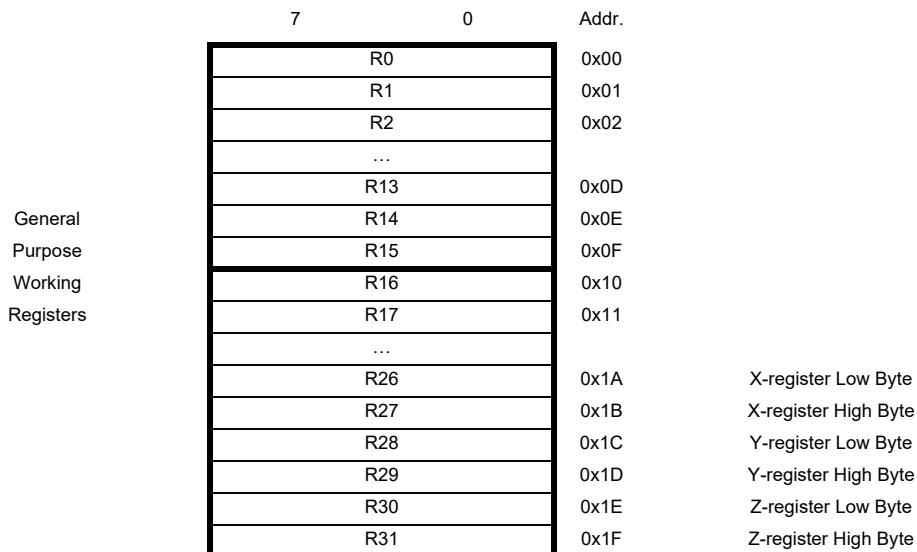 7 0 Addr.
R0 0x00
R1 0x01
R2 0x02
…
R13 0x0D
General R14 0x0E
Purpose R15 0x0F
Working R16 0x10
Registers R17 0x11
…
R26 0x1A X-register Low Byte
R27 0x1B X-register High Byte
R28 0x1C Y-register Low Byte
R29 0x1D Y-register High Byte
R30 0x1E Z-register Low Byte
R31 0x1F Z-register High Byte